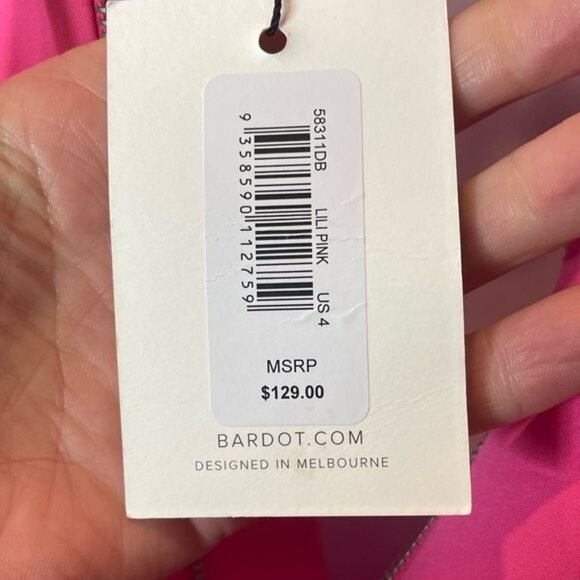 58311DB LILI PINK US 4
9 358590 112759
MSRP
$129.00
BARDOT.COM
DESIGNED IN MELBOURNE